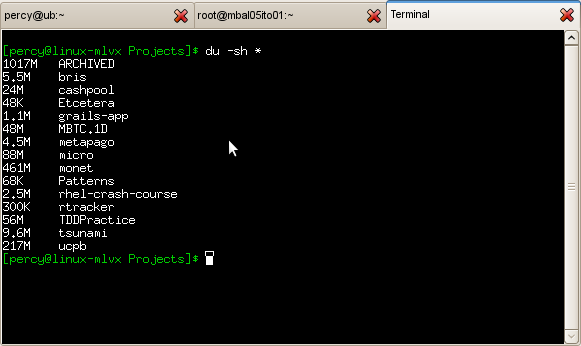 percy@ub:~ root@mbal05ito01:~ Terminal
[percy@linux-mlvx Projects]$ du -sh *
1017M ARCHIVED
5.5M bris
24M cashpool
48K Etcetera
1.1M grails-app
48M MBTC.1D
4.5M metapago
88M micro
461M monet
68K Patterns
2.5M rhel-crash-course
300K rtracker
56M TDDPractice
9.6M tsunami
217M ucpb
[percy@linux-mlvx Projects]$